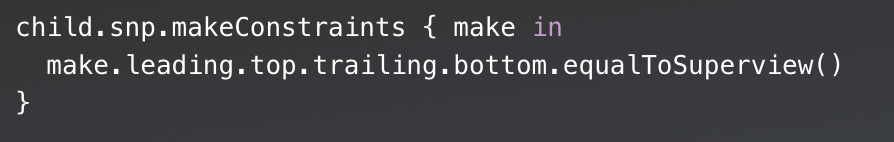 child.snp.makeConstraints { make in
  make.leading.top.trailing.bottom.equalToSuperview()
}